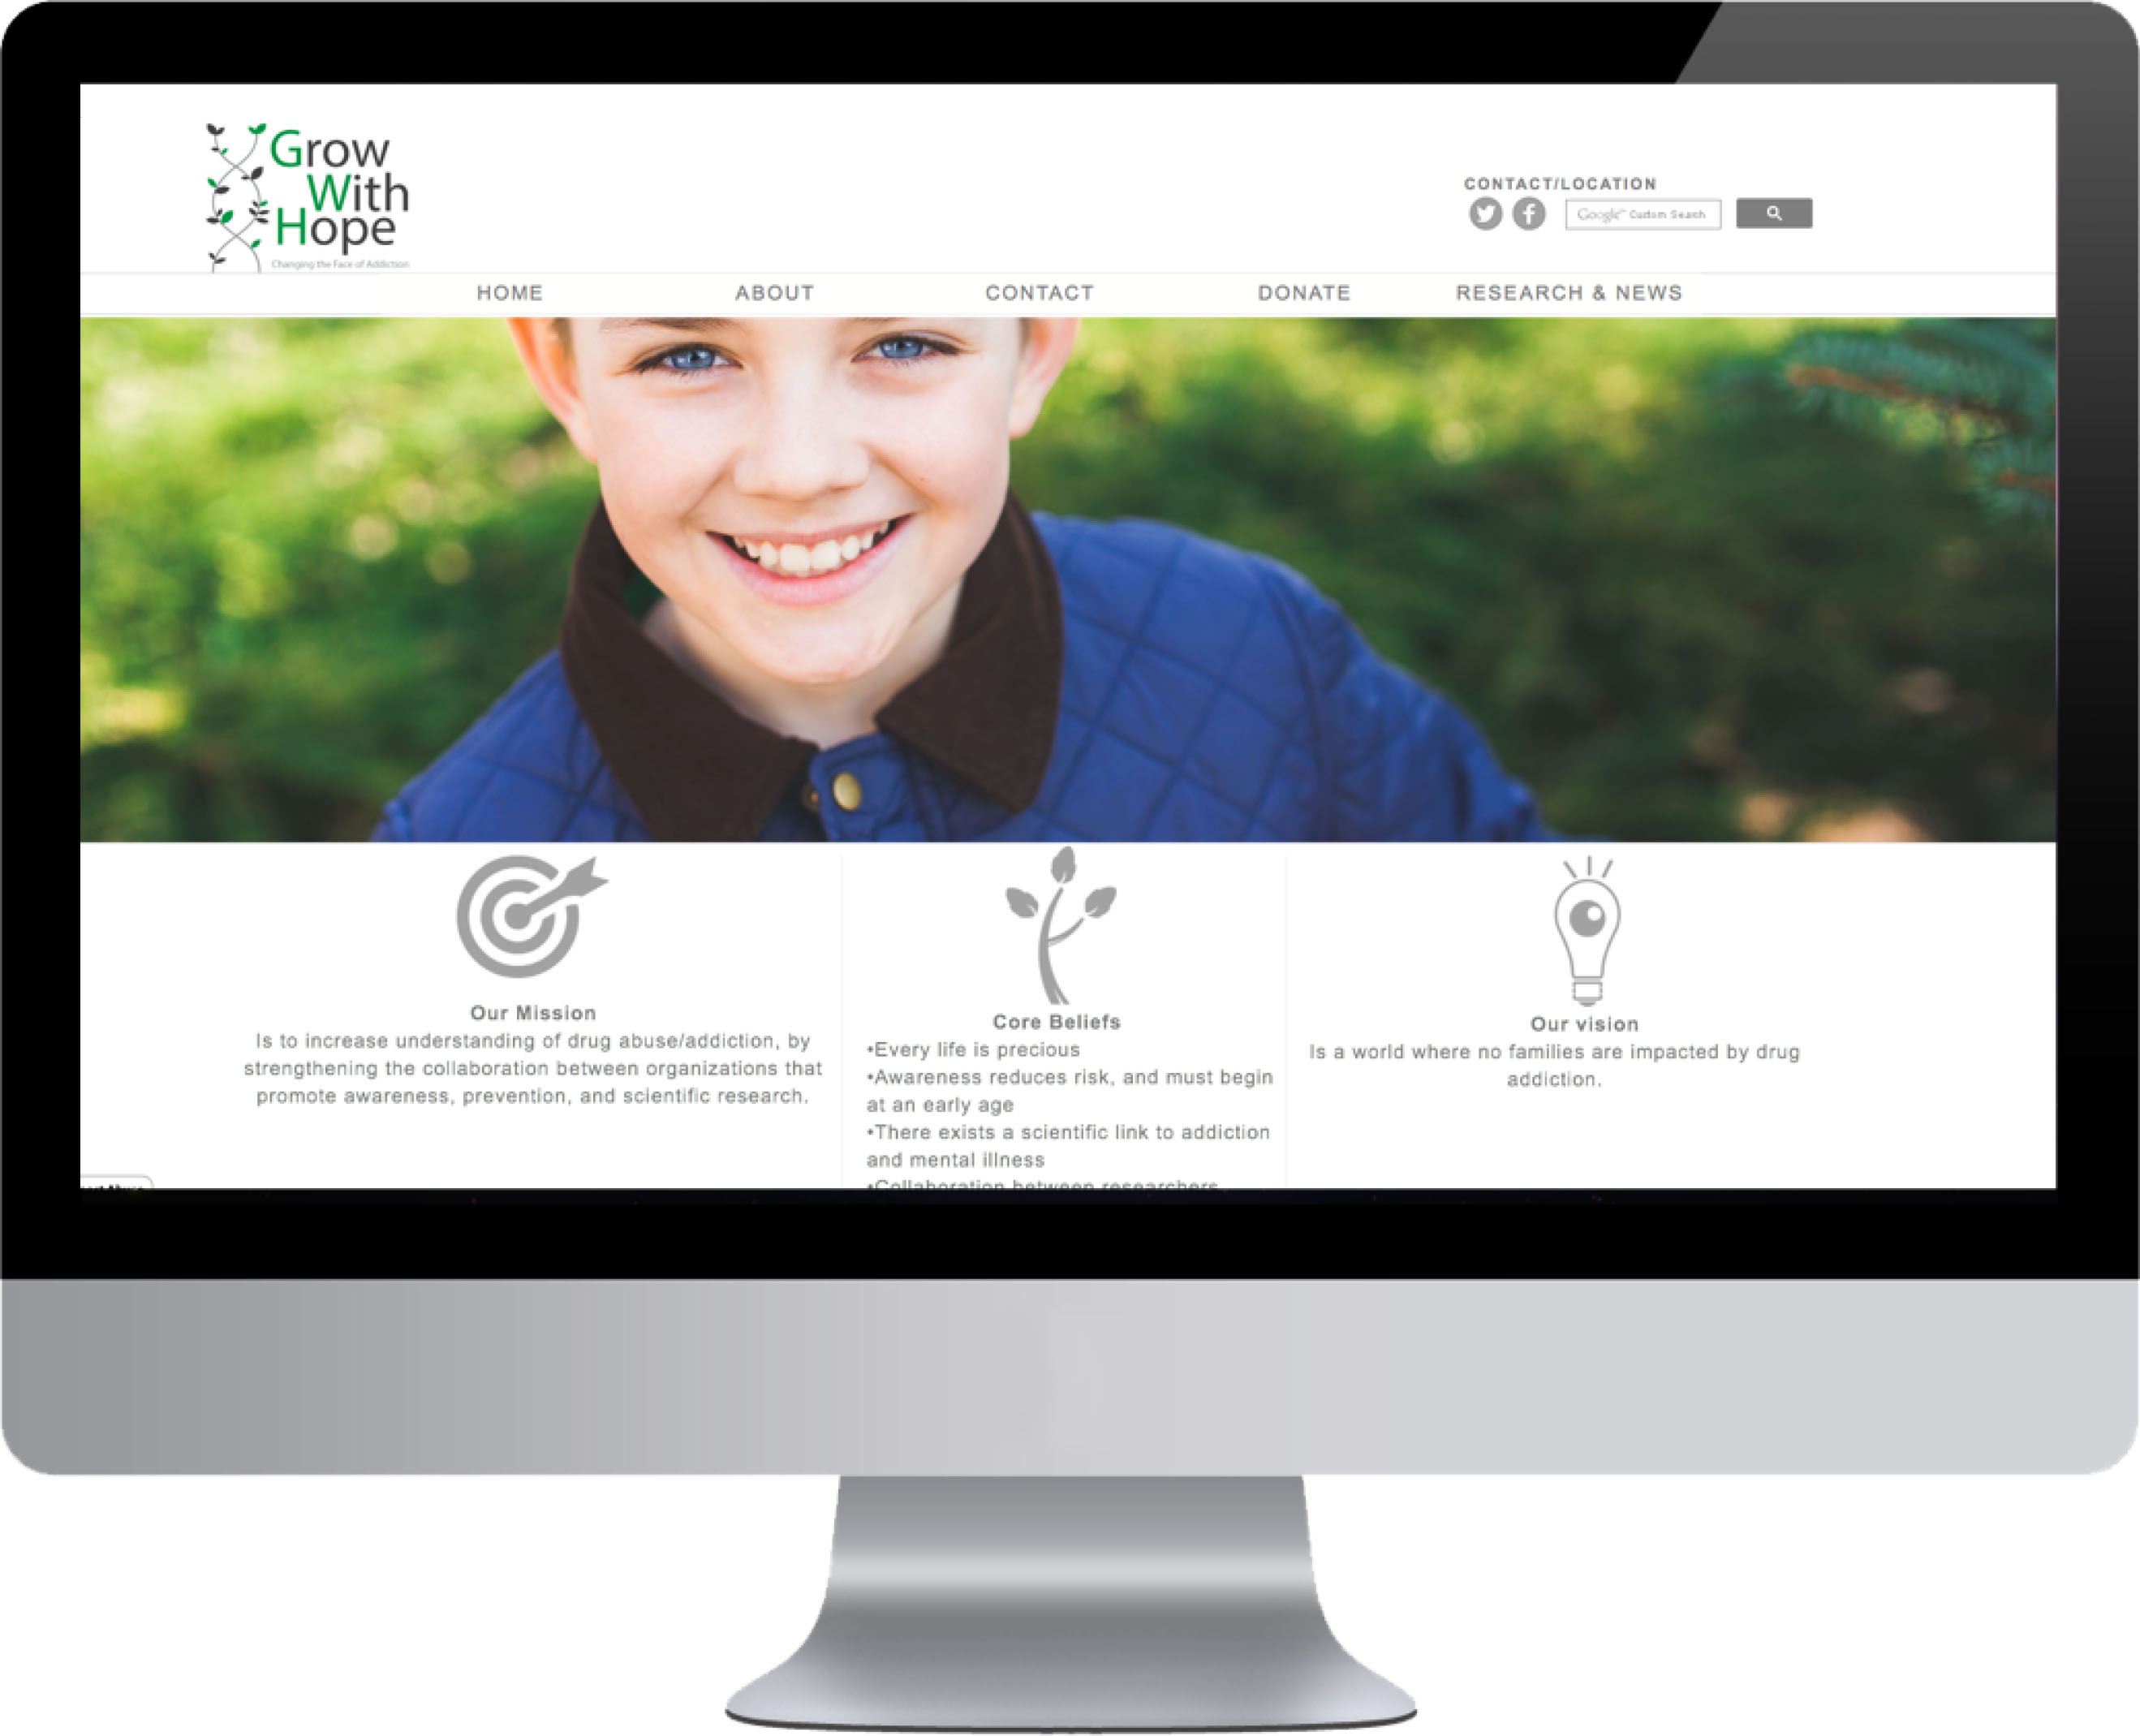 Grow
With
Hope
Changing the Face of Addiction
CONTACT/LOCATION
Google™ Custom Search
HOME ABOUT CONTACT DONATE RESEARCH & NEWS
Our Mission
Is to increase understanding of drug abuse/addiction, by
strengthening the collaboration between organizations that
promote awareness, prevention, and scientific research.
Core Beliefs
•Every life is precious
•Awareness reduces risk, and must begin
at an early age
•There exists a scientific link to addiction
and mental illness
•Collaboration between researchers
Our vision
Is a world where no families are impacted by drug
addiction.